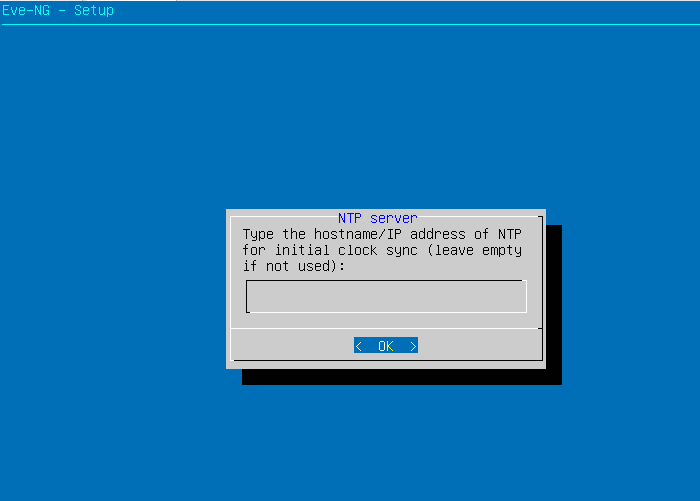 Eve-NG - Setup
NTP server
Type the hostname/IP address of NTP
for initial clock sync (leave empty
if not used):
< OK >